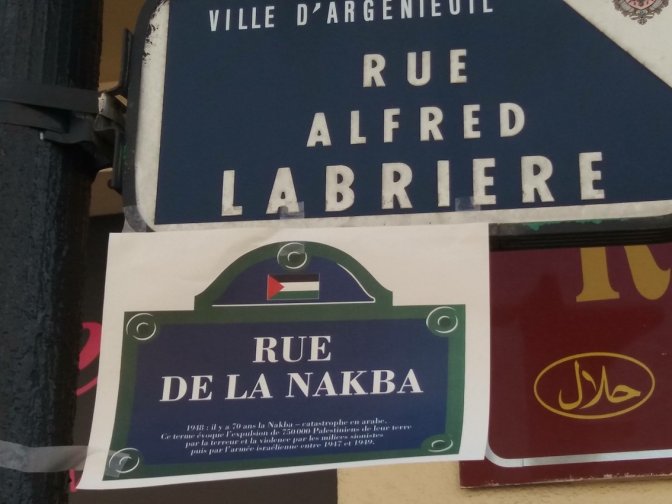 VILLE D'ARGENTEUIL
RUE
ALFRED
LABRIERE
RUE
DE LA NAKBA
1948 : il y a 70 ans la Nakba – catastrophe en arabe.
Ce terme évoque l'expulsion de 750000 Palestiniens de leur terre
par la terreur et la violence par les milices sionistes
puis par l'armée israélienne entre 1947 et 1949.
حلال